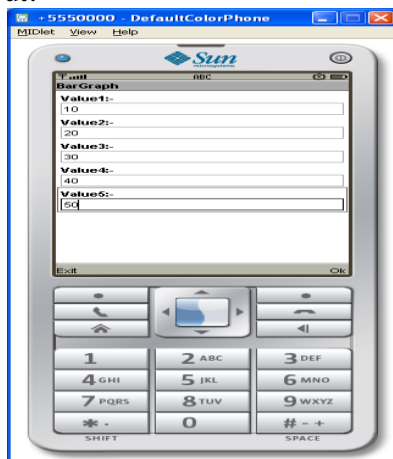 +5550000 - DefaultColorPhone
MIDlet View Help
Sun
microsystems
ABC
BarGraph
Value1:-
10
Value2:-
20
Value3:-
30
Value4:-
40
Value5:-
50
Exit Ok
1 2 ABC 3 DEF
4 GHI 5 JKL 6 MNO
7 PQRS 8 TUV 9 WXYZ
* . 0 # - +
SHIFT SPACE